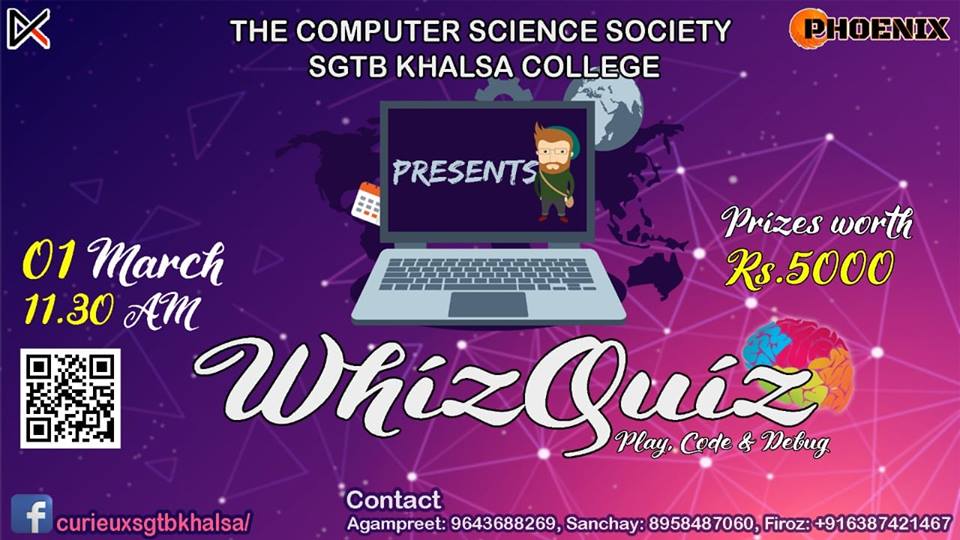 THE COMPUTER SCIENCE SOCIETY
SGTB KHALSA COLLEGE
PHOENIX
PRESENTS
01 March
11.30 AM
Prizes worth
Rs.5000
WhizQuiz
Play, Code & Debug
curieuxsgtbkhalsa/
Contact
Agampreet: 9643688269, Sanchay: 8958487060, Firoz: +916387421467